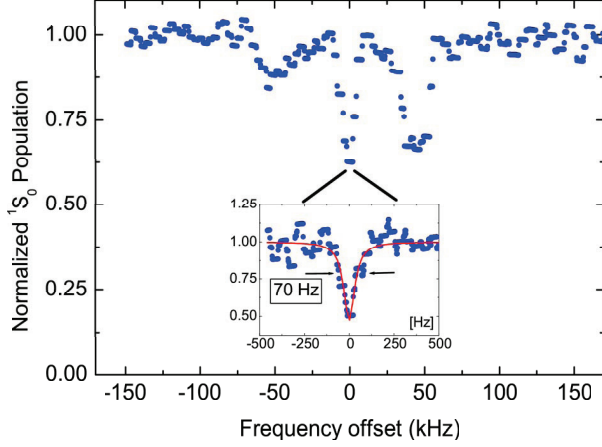 Normalized ¹S₀ Population
1.00
0.75
0.50
0.25
0.00
1.25
1.00
0.75
0.50
70 Hz
[Hz]
-500 -250 0 250 500
-150 -100 -50 0 50 100 150
Frequency offset (kHz)